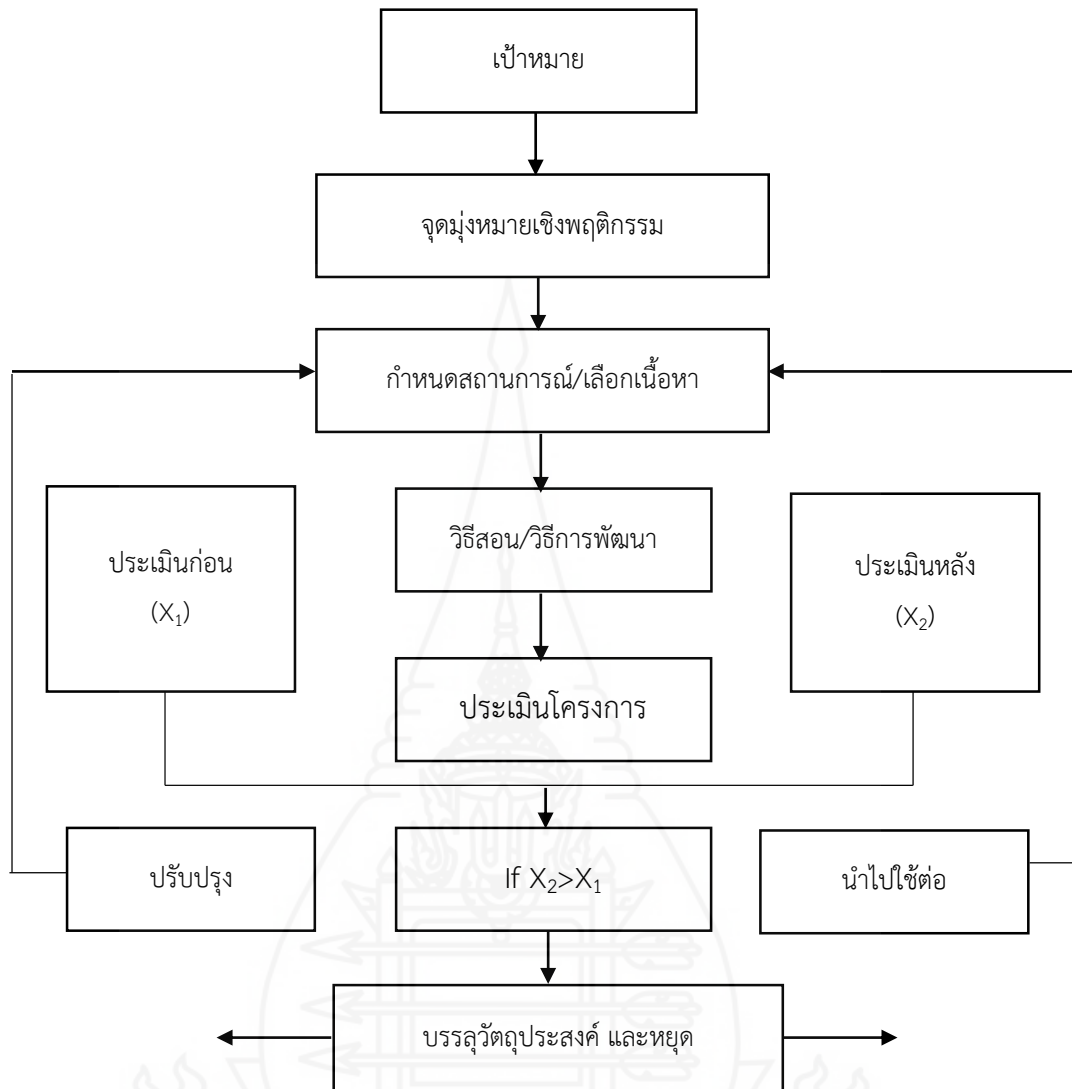 เป้าหมาย
จุดมุ่งหมายเชิงพฤติกรรม
กำหนดสถานการณ์/เลือกเนื้อหา
ประเมินก่อน
(X₁)
วิธีสอน/วิธีการพัฒนา
ประเมินหลัง
(X₂)
ประเมินโครงการ
ปรับปรุง
If X₂>X₁
นำไปใช้ต่อ
บรรลุวัตถุประสงค์ และหยุด